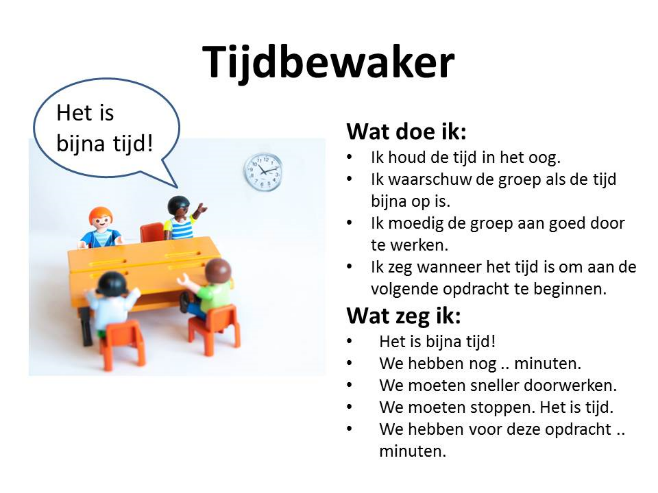 Tijdbewaker
Het is
bijna tijd!
Wat doe ik:
• Ik houd de tijd in het oog.
• Ik waarschuw de groep als de tijd
bijna op is.
• Ik moedig de groep aan goed door
te werken.
• Ik zeg wanneer het tijd is om aan de
volgende opdracht te beginnen.
Wat zeg ik:
• Het is bijna tijd!
• We hebben nog .. minuten.
• We moeten sneller doorwerken.
• We moeten stoppen. Het is tijd.
• We hebben voor deze opdracht ..
minuten.